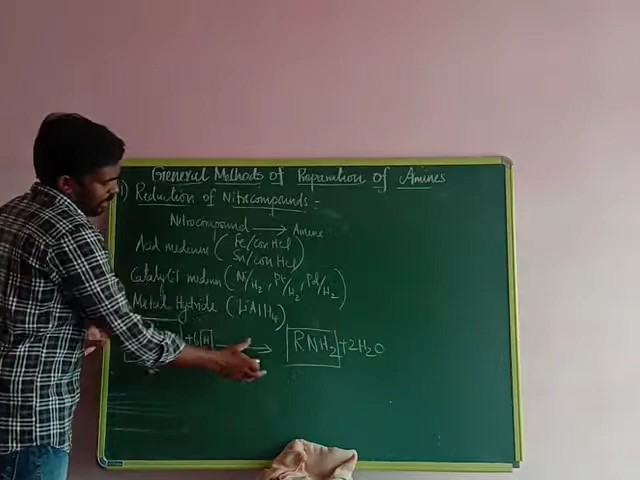 General Methods of Preparation of Amines
1) Reduction of Nitrocompounds :-
Nitrocompound → Amine
Acid medium ( Fe/con HCl
Sn/con HCl )
Catalytic medium ( Ni/H2, Pt/H2, Pd/H2 )
Metal Hydride (LiAlH4)
+6[H] → RNH2 + 2H2O